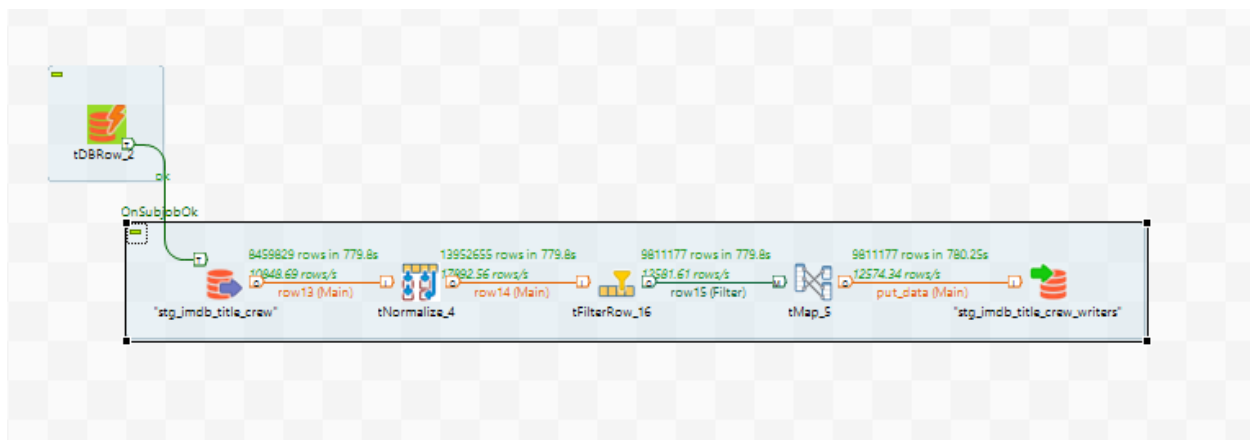 tDBRow_2
ok
OnSubjobOk
8459829 rows in 779.8s
10848.69 rows/s
row13 (Main)
13952655 rows in 779.8s
17892.56 rows/s
row14 (Main)
9811177 rows in 779.8s
12581.61 rows/s
row15 (Filter)
9811177 rows in 780.25s
12574.34 rows/s
put_data (Main)
"stg_imdb_title_crew"
tNormalize_4
tFilterRow_16
tMap_5
"stg_imdb_title_crew_writers"